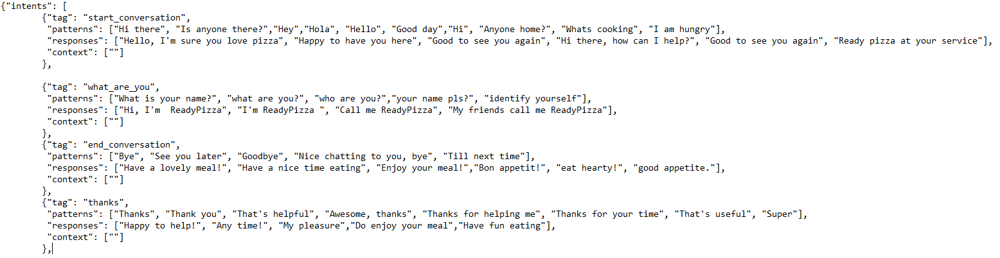 {"intents": [
{"tag": "start_conversation",
"patterns": ["Hi there", "Is anyone there?","Hey","Hola", "Hello", "Good day","Hi", "Anyone home?", "Whats cooking", "I am hungry"],
"responses": ["Hello, I'm sure you love pizza", "Happy to have you here", "Good to see you again", "Hi there, how can I help?", "Good to see you again", "Ready pizza at your service"],
"context": [""]
},
{"tag": "what_are_you",
"patterns": ["What is your name?", "what are you?", "who are you?","your name pls?", "identify yourself"],
"responses": ["Hi, I'm  ReadyPizza", "I'm ReadyPizza ", "Call me ReadyPizza", "My friends call me ReadyPizza"],
"context": [""]
},
{"tag": "end_conversation",
"patterns": ["Bye", "See you later", "Goodbye", "Nice chatting to you, bye", "Till next time"],
"responses": ["Have a lovely meal!", "Have a nice time eating", "Enjoy your meal!","Bon appetit!", "eat hearty!", "good appetite."],
"context": [""]
},
{"tag": "thanks",
"patterns": ["Thanks", "Thank you", "That's helpful", "Awesome, thanks", "Thanks for helping me", "Thanks for your time", "That's useful", "Super"],
"responses": ["Happy to help!", "Any time!", "My pleasure","Do enjoy your meal","Have fun eating"],
"context": [""]
},